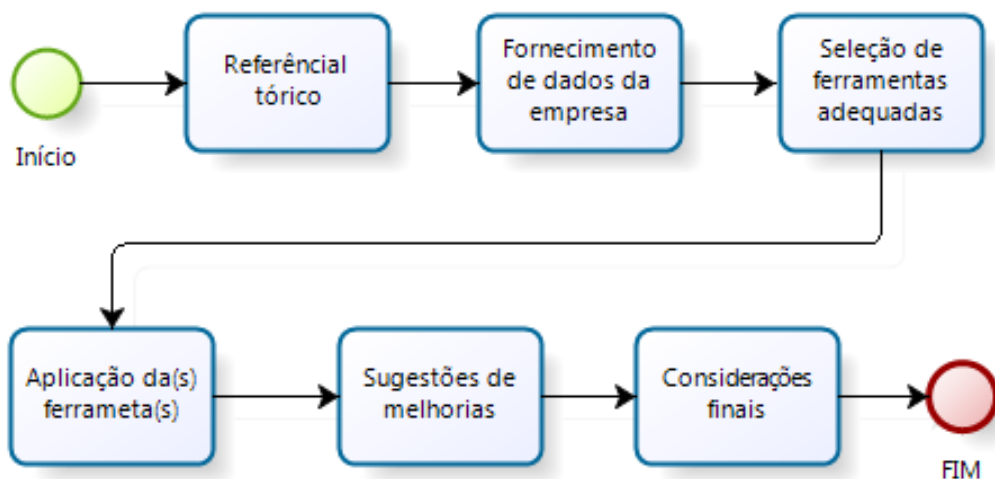 Início
Referêncial
tórico
Fornecimento
de dados da
empresa
Seleção de
ferramentas
adequadas
Aplicação da(s)
ferrameta(s)
Sugestões de
melhorias
Considerações
finais
FIM